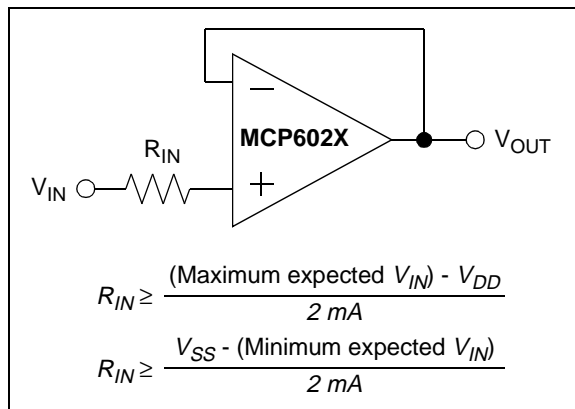 MCP602X
R_IN
V_IN
V_OUT
−
+
R_IN ≥ (Maximum expected V_IN) - V_DD
2 mA
R_IN ≥ V_SS - (Minimum expected V_IN)
2 mA